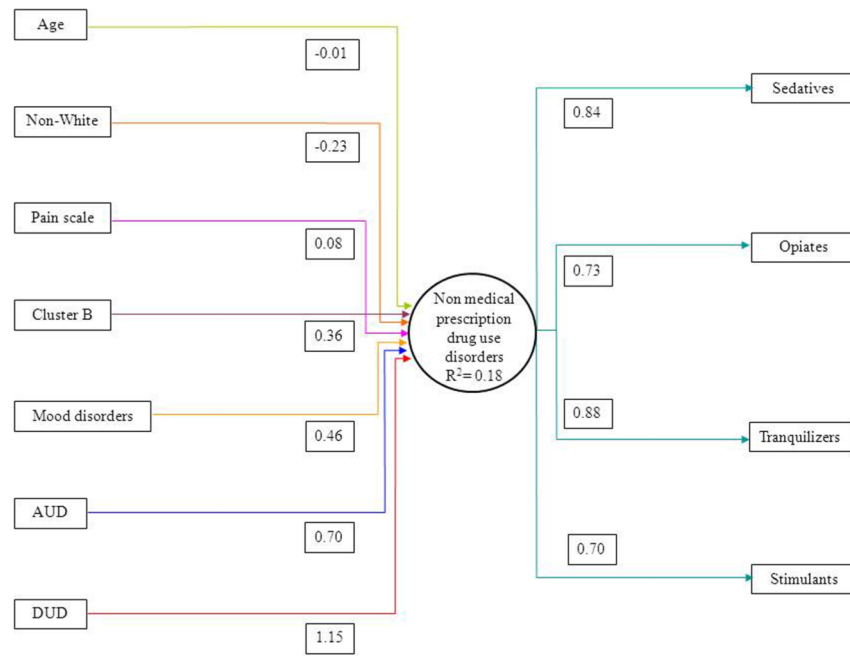 Age
-0.01
Non-White
-0.23
Pain scale
0.08
Cluster B
0.36
Mood disorders
0.46
AUD
0.70
DUD
1.15
Non medical
prescription
drug use
disorders
R²= 0.18
0.84
Sedatives
0.73
Opiates
0.88
Tranquilizers
0.70
Stimulants